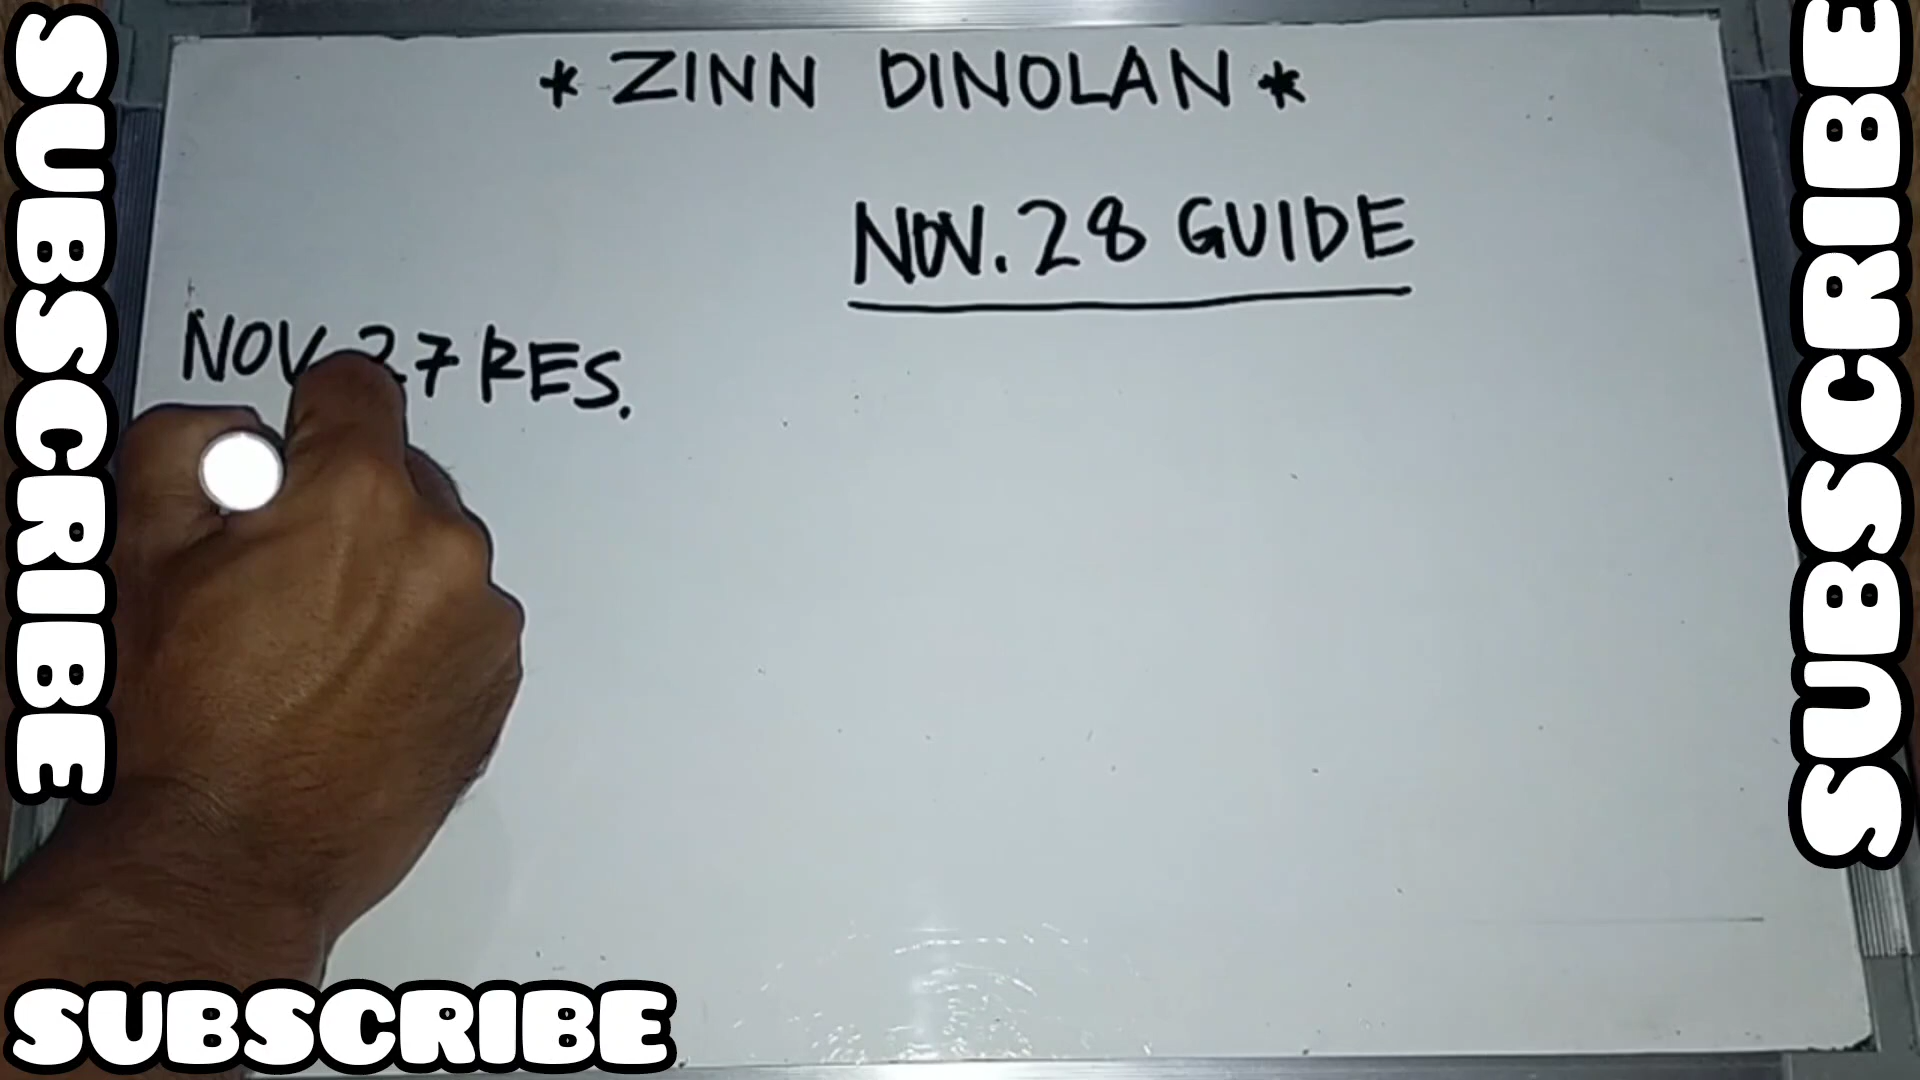 * ZINN DINOLAN *
NOV. 28 GUIDE
NOV. 27 RES.
SUBSCRIBE
SUBSCRIBE
SUBSCRIBE